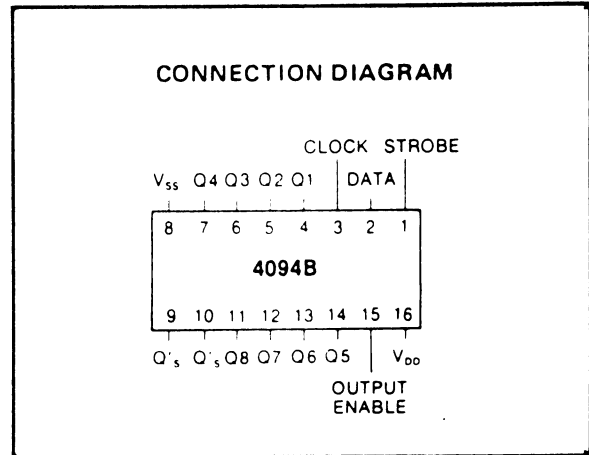 CONNECTION DIAGRAM
CLOCK STROBE
Vss Q4 Q3 Q2 Q1 DATA
8 7 6 5 4 3 2 1
4094B
9 10 11 12 13 14 15 16
Q's Q's Q8 Q7 Q6 Q5 VDD
OUTPUT
ENABLE